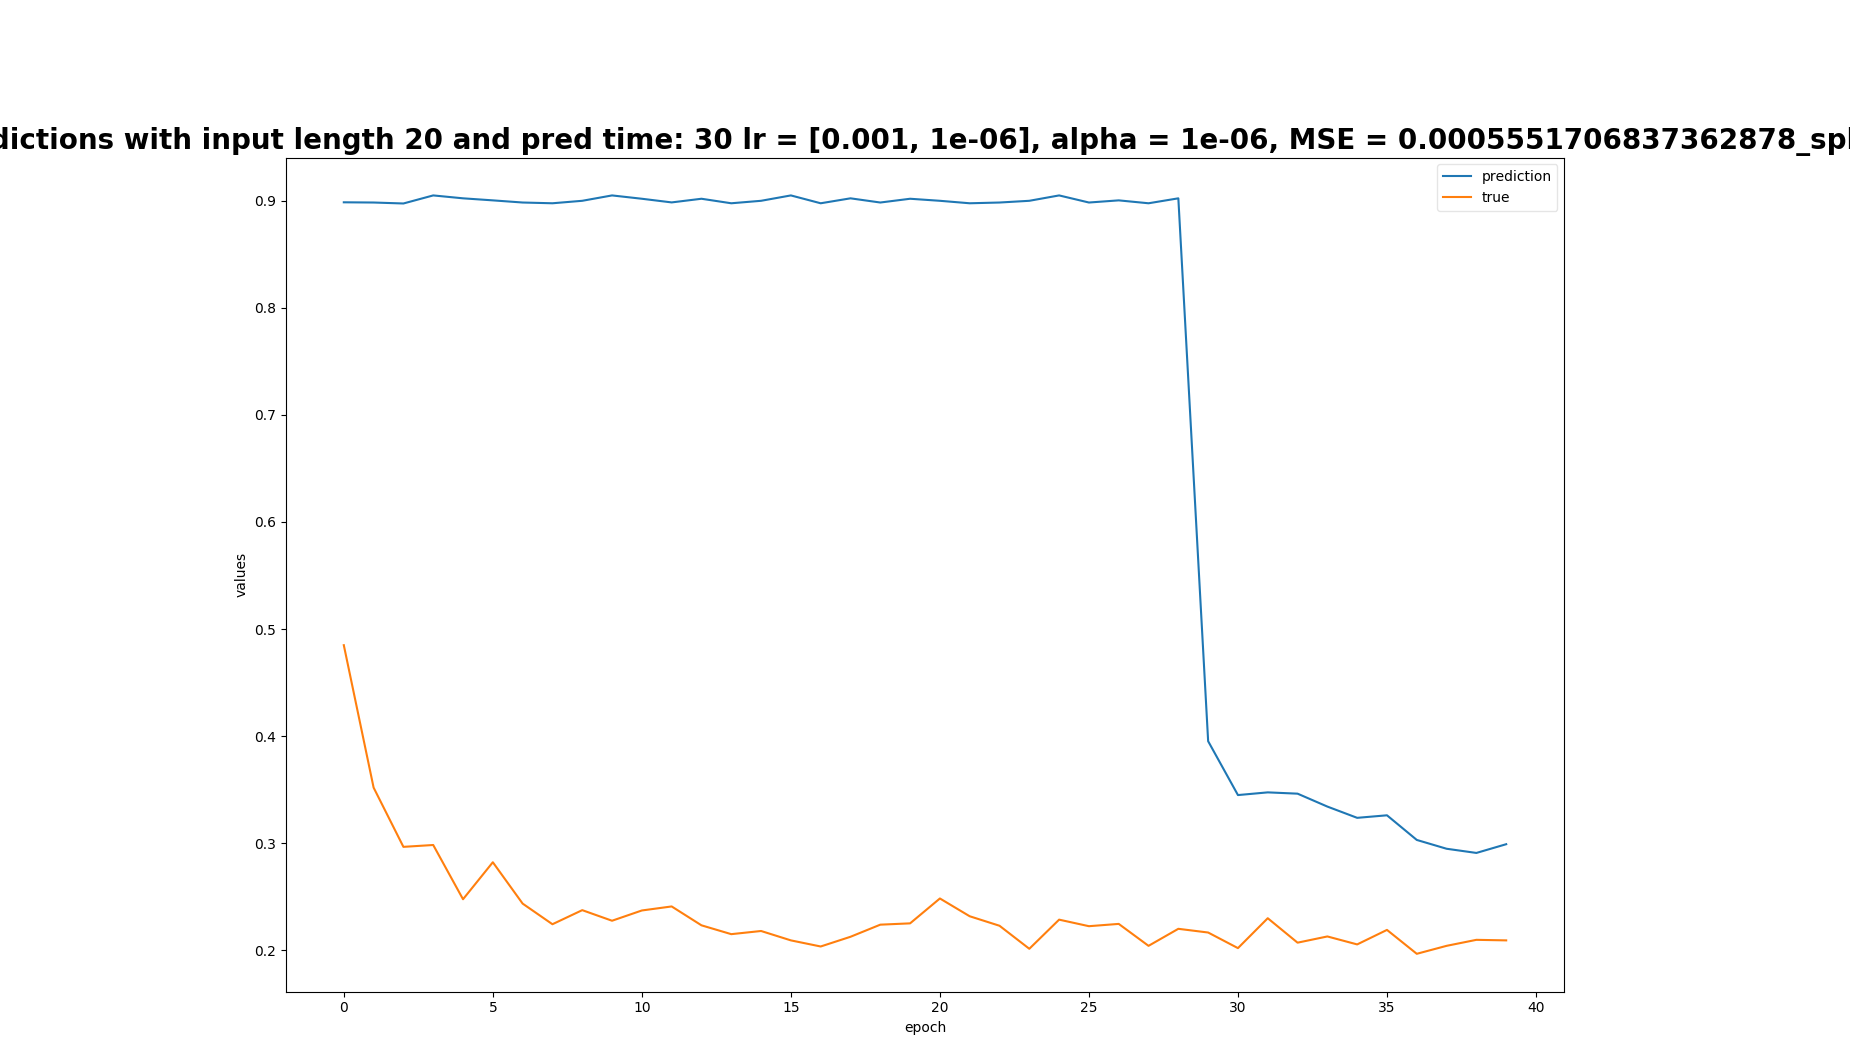 dictions with input length 20 and pred time: 30 lr = [0.001, 1e-06], alpha = 1e-06, MSE = 0.0005551706837362878_spl
prediction
true
0.9
0.8
0.7
0.6
0.5
0.4
0.3
0.2
values
0 5 10 15 20 25 30 35 40
epoch